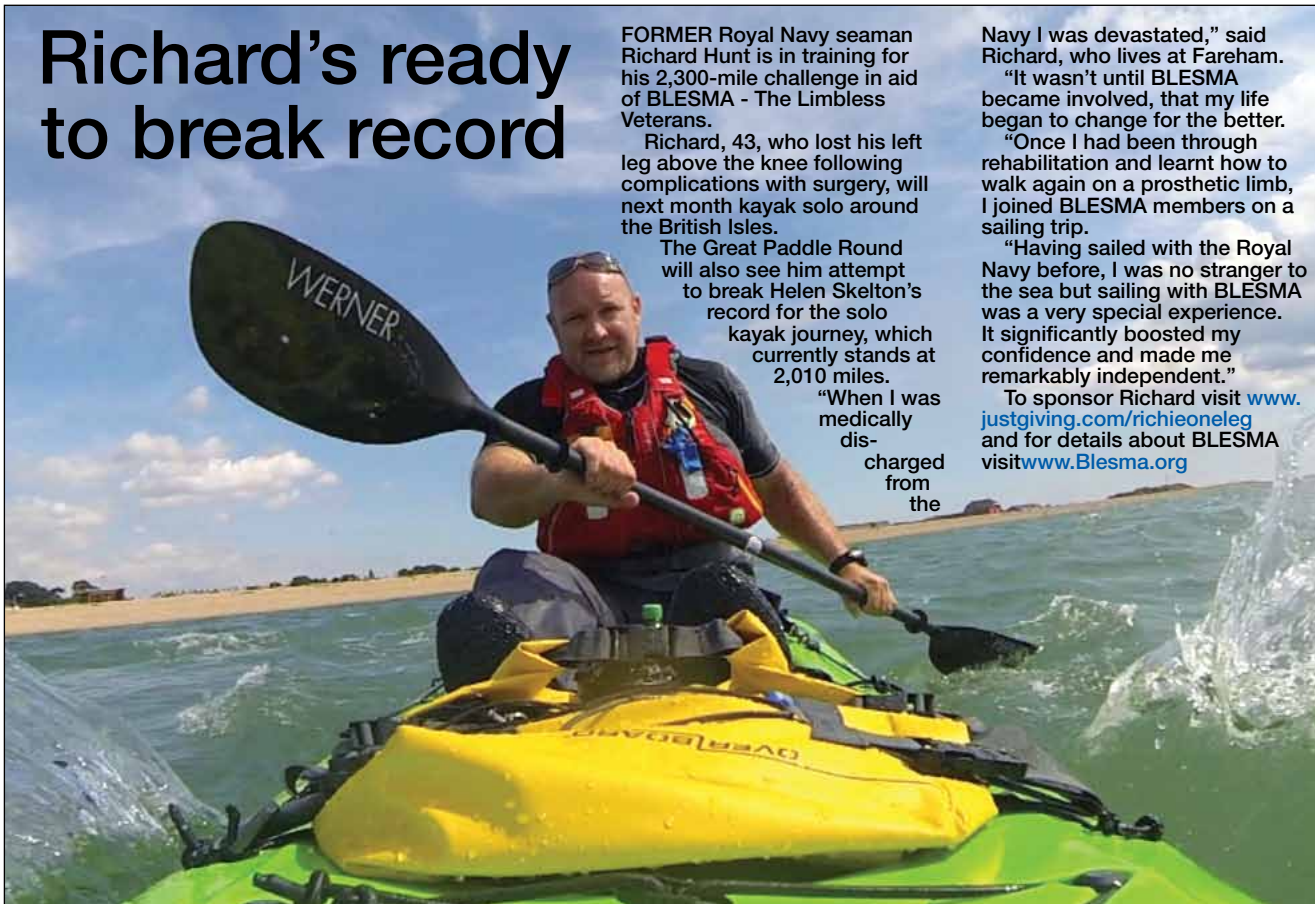 Richard’s ready
to break record
FORMER Royal Navy seaman
Richard Hunt is in training for
his 2,300-mile challenge in aid
of BLESMA - The Limbless
Veterans.
Richard, 43, who lost his left
leg above the knee following
complications with surgery, will
next month kayak solo around
the British Isles.
The Great Paddle Round
will also see him attempt
to break Helen Skelton’s
record for the solo
kayak journey, which
currently stands at
2,010 miles.
“When I was
medically
dis-
charged
from
the
Navy I was devastated,” said
Richard, who lives at Fareham.
“It wasn’t until BLESMA
became involved, that my life
began to change for the better.
“Once I had been through
rehabilitation and learnt how to
walk again on a prosthetic limb,
I joined BLESMA members on a
sailing trip.
“Having sailed with the Royal
Navy before, I was no stranger to
the sea but sailing with BLESMA
was a very special experience.
It significantly boosted my
confidence and made me
remarkably independent.”
To sponsor Richard visit www.
justgiving.com/richieoneleg
and for details about BLESMA
visitwww.Blesma.org
WERNER
OVERBOARD